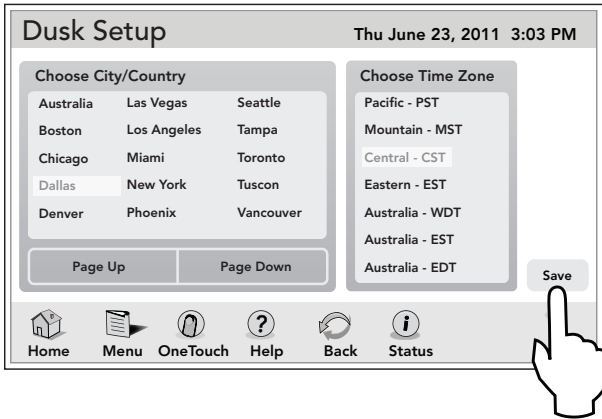 Dusk Setup
Thu June 23, 2011 3:03 PM
Choose City/Country
Australia Las Vegas Seattle
Boston Los Angeles Tampa
Chicago Miami Toronto
Dallas New York Tuscon
Denver Phoenix Vancouver
Page Up Page Down
Choose Time Zone
Pacific - PST
Mountain - MST
Central - CST
Eastern - EST
Australia - WDT
Australia - EST
Australia - EDT
Save
Home Menu OneTouch Help Back Status